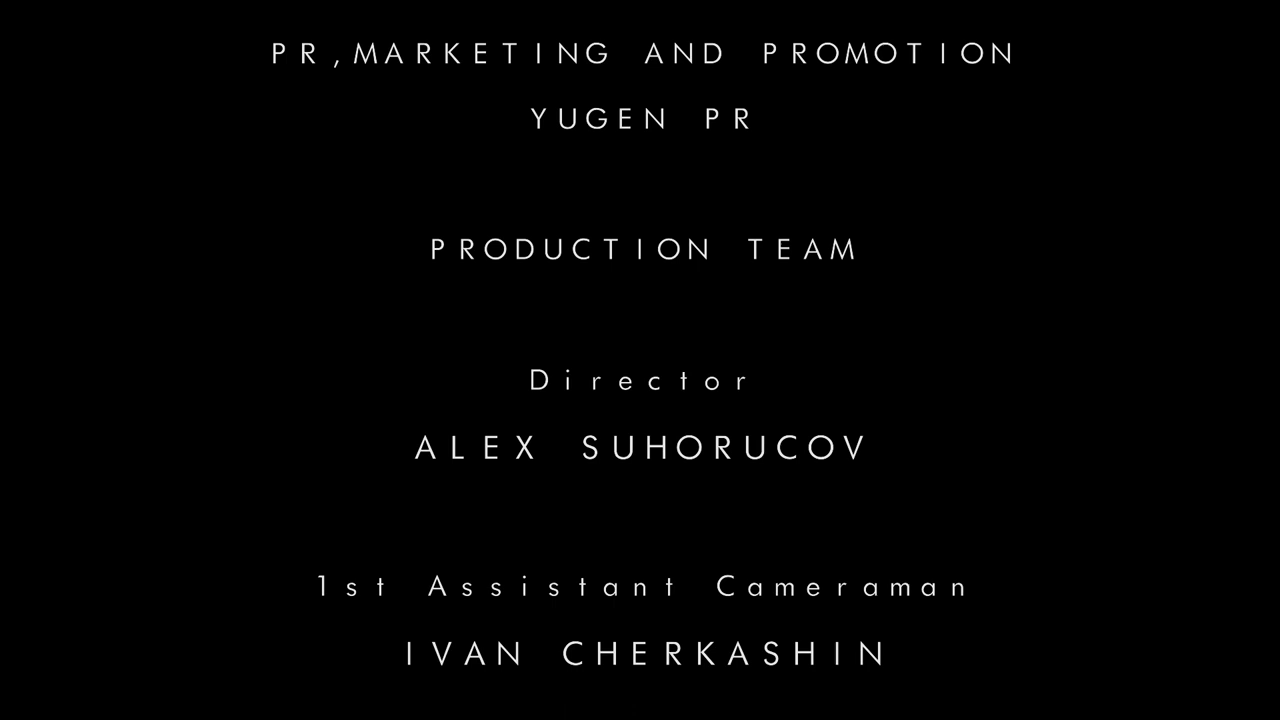 PR,MARKETING AND PROMOTION
YUGEN PR
PRODUCTION TEAM
Director
ALEX SUHORUCOV
1st Assistant Cameraman
IVAN CHERKASHIN